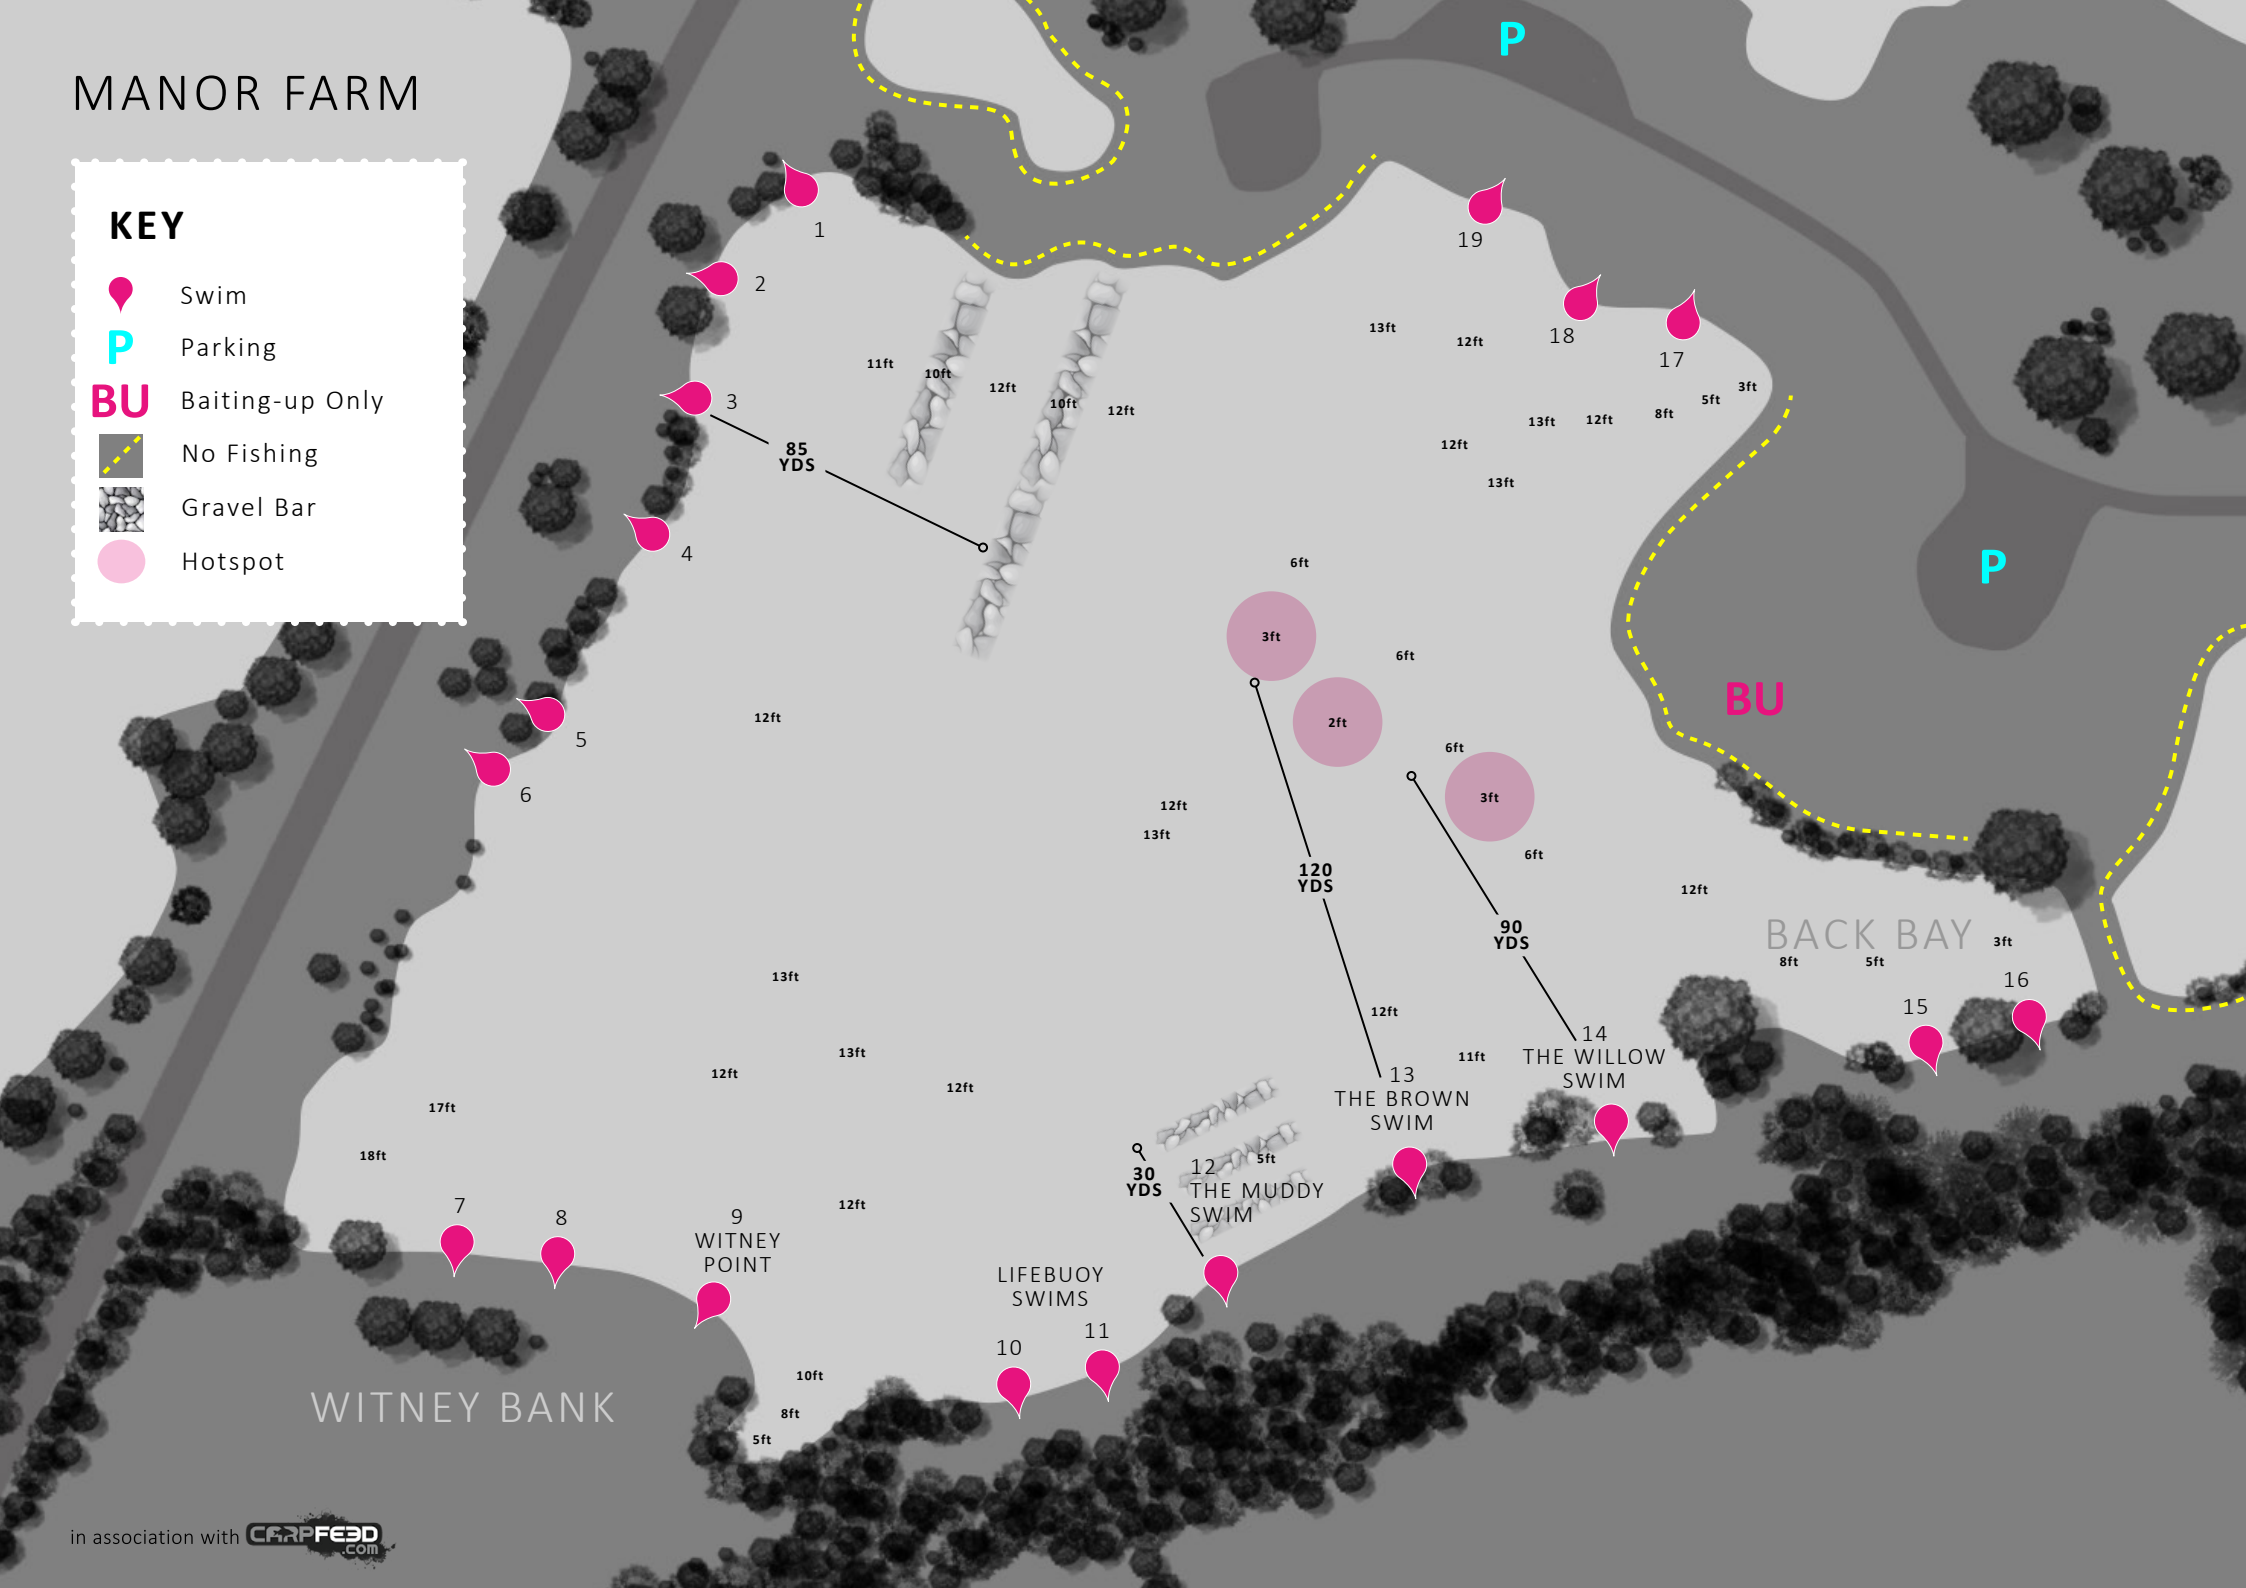 MANOR FARM
KEY
Swim
P Parking
BU Baiting-up Only
No Fishing
Gravel Bar
Hotspot
P
1
2
3
4
5
6
19
18
17
13ft
12ft
11ft
10ft
12ft
10ft
12ft
3ft
5ft
8ft
12ft
13ft
12ft
13ft
85
YDS
6ft
3ft
6ft
2ft
6ft
3ft
6ft
P
BU
12ft
12ft
13ft
120
YDS
90
YDS
12ft
BACK BAY
3ft
8ft
5ft
16
15
13ft
13ft
12ft
12ft
12ft
11ft
14
THE WILLOW
SWIM
13
THE BROWN
SWIM
17ft
18ft
5ft
12
THE MUDDY
SWIM
30
YDS
12ft
7
8
9
WITNEY
POINT
LIFEBUOY
SWIMS
10
11
10ft
8ft
5ft
WITNEY BANK
in association with CARPFEED
.COM